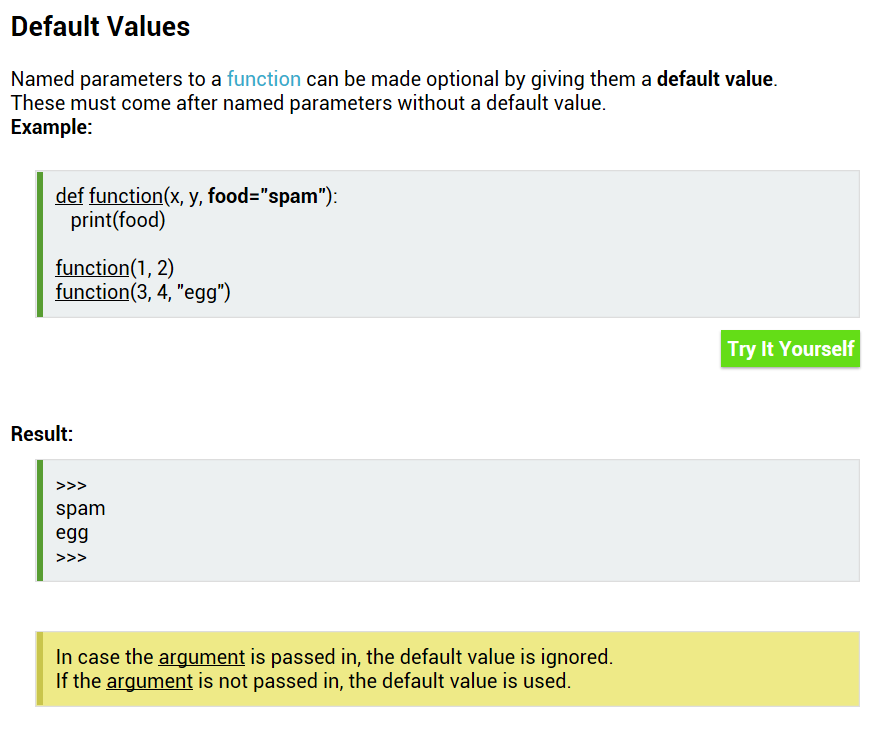 Default Values
Named parameters to a function can be made optional by giving them a default value.
These must come after named parameters without a default value.
Example:
def function(x, y, food="spam"):
print(food)
function(1, 2)
function(3, 4, "egg")
Try It Yourself
Result:
>>>
spam
egg
>>>
In case the argument is passed in, the default value is ignored.
If the argument is not passed in, the default value is used.